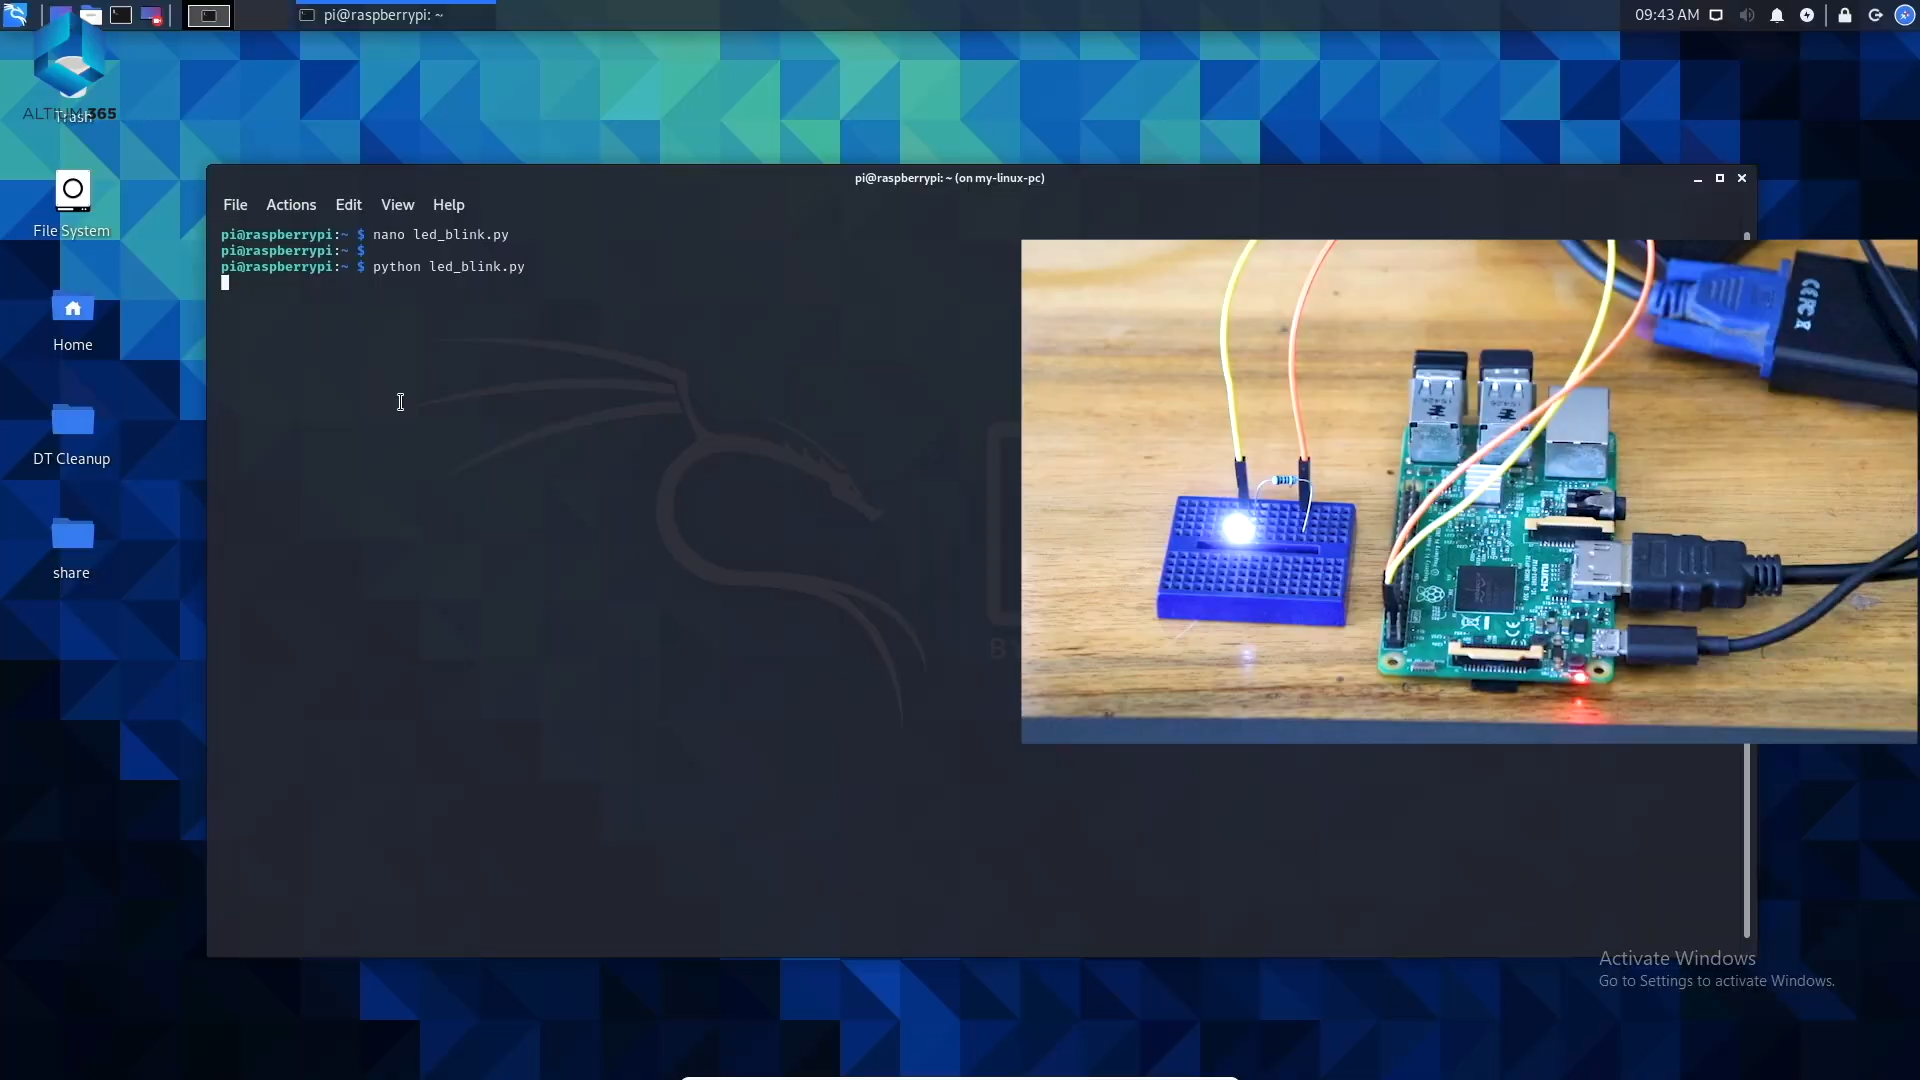 pi@raspberrypi: ~
09:43 AM
ALTIUM 365
Trash
File System
Home
DT Cleanup
share
pi@raspberrypi: ~ (on my-linux-pc)
File Actions Edit View Help
pi@raspberrypi:~ $ nano led_blink.py
pi@raspberrypi:~ $
pi@raspberrypi:~ $ python led_blink.py
HDMI
Activate Windows
Go to Settings to activate Windows.